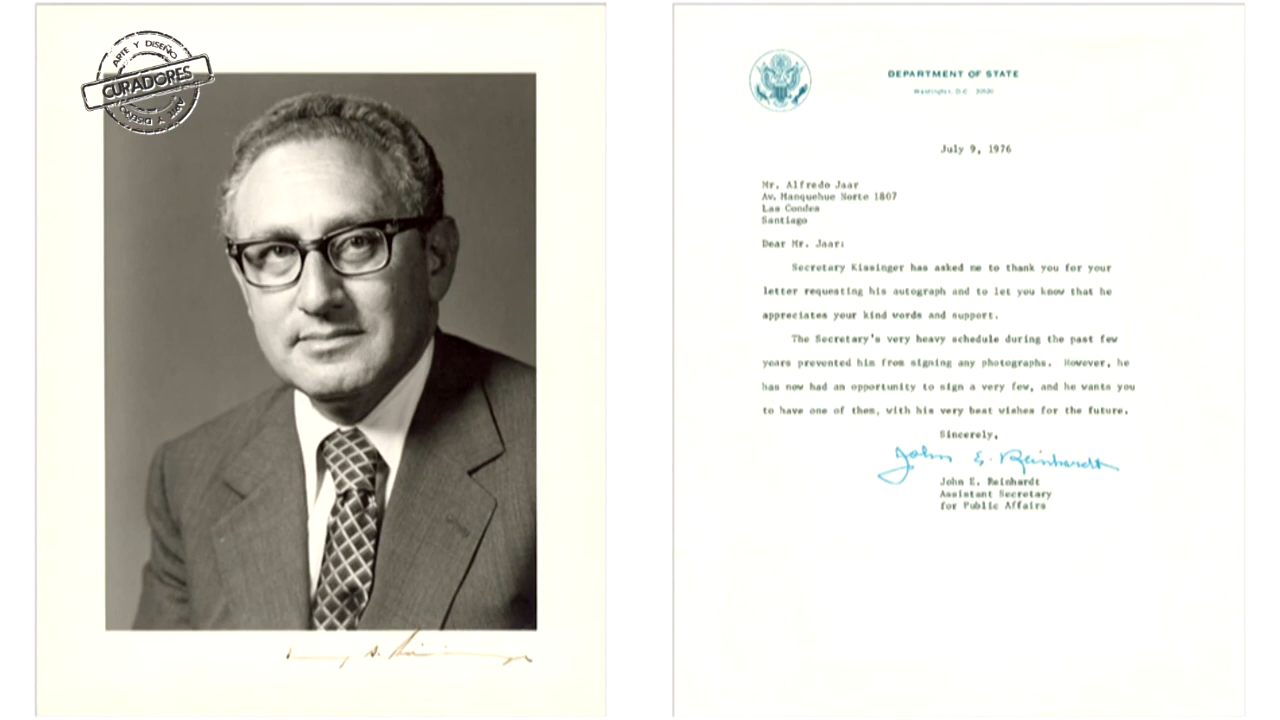 ARTE Y DISEÑO
CURADORES
ARTE Y DISEÑO
DEPARTMENT OF STATE
Washington, D.C. 20520
July 9, 1976
Mr. Alfredo Jaar
Av. Manquehue Norte 1807
Las Condes
Santiago
Dear Mr. Jaar:
Secretary Kissinger has asked me to thank you for your
letter requesting his autograph and to let you know that he
appreciates your kind words and support.
The Secretary's very heavy schedule during the past few
years prevented him from signing any photographs. However, he
has now had an opportunity to sign a very few, and he wants you
to have one of them, with his very best wishes for the future.
Sincerely,
John E. Reinhardt
John E. Reinhardt
Assistant Secretary
for Public Affairs